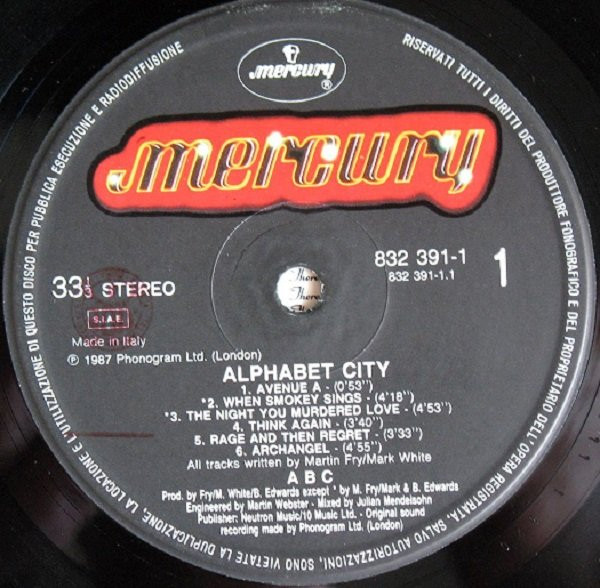 mercury
®
mercury
RISERVATI TUTTI I DIRITTI DEL PRODUTTORE FONOGRAFICO E DEL PROPRIETARIO DELL'OPERA REGISTRATA. SALVO AUTORIZZAZIONI, SONO VIETATE LA DUPLICAZIONE, LA LOCAZIONE E L'UTILIZZAZIONE DI QUESTO DISCO PER PUBBLICA ESECUZIONE E RADIODIFFUSIONE
832 391-1
832 391-1.1
1
33⅓ STEREO
S.I.A.E.
Made in Italy
℗ 1987 Phonogram Ltd. (London)
ALPHABET CITY
1. AVENUE A - (0'53")
*2. WHEN SMOKEY SINGS - (4'18")
*3. THE NIGHT YOU MURDERED LOVE - (4'53")
4. THINK AGAIN - (3'40")
5. RAGE AND THEN REGRET - (3'33")
6. ARCHANGEL - (4'55")
All tracks written by Martin Fry/Mark White
ABC
Prod. by Fry/M. White/B. Edwards except * by M. Fry/Mark & B. Edwards
Engineered by Martin Webster - Mixed by Julian Mendelsohn
Publisher: Neutron Music/10 Music Ltd. - Original sound
recording made by Phonogram Ltd. (London)